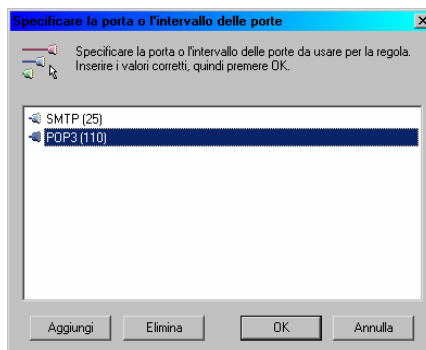 Specificare la porta o l'intervallo delle porte
Specificare la porta o l'intervallo delle porte da usare per la regola.
Inserire i valori corretti, quindi premere OK.
SMTP (25)
POP3 (110)
Aggiungi
Elimina
OK
Annulla